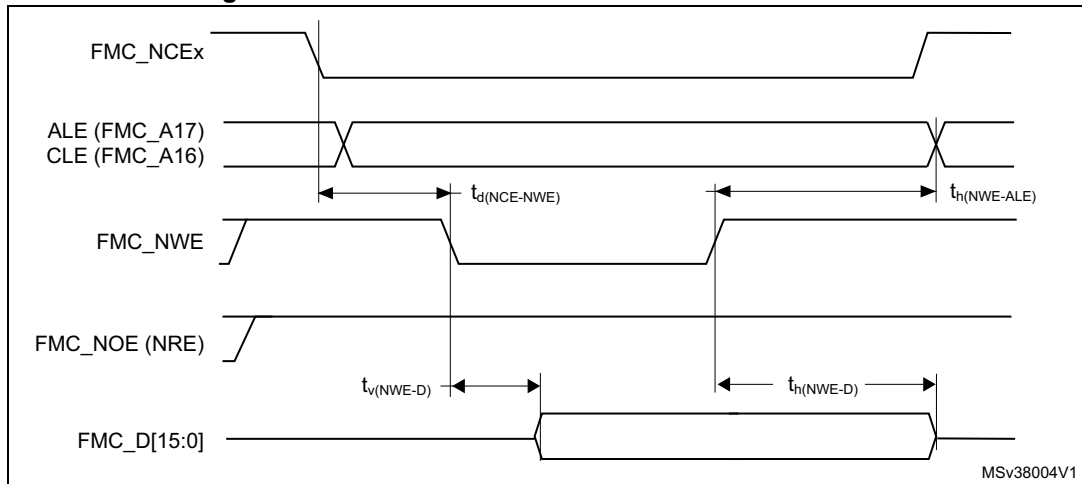 FMC_NCEx
ALE (FMC_A17)
CLE (FMC_A16)
td(NCE-NWE)
th(NWE-ALE)
FMC_NWE
FMC_NOE (NRE)
tv(NWE-D)
th(NWE-D)
FMC_D[15:0]
MSv38004V1